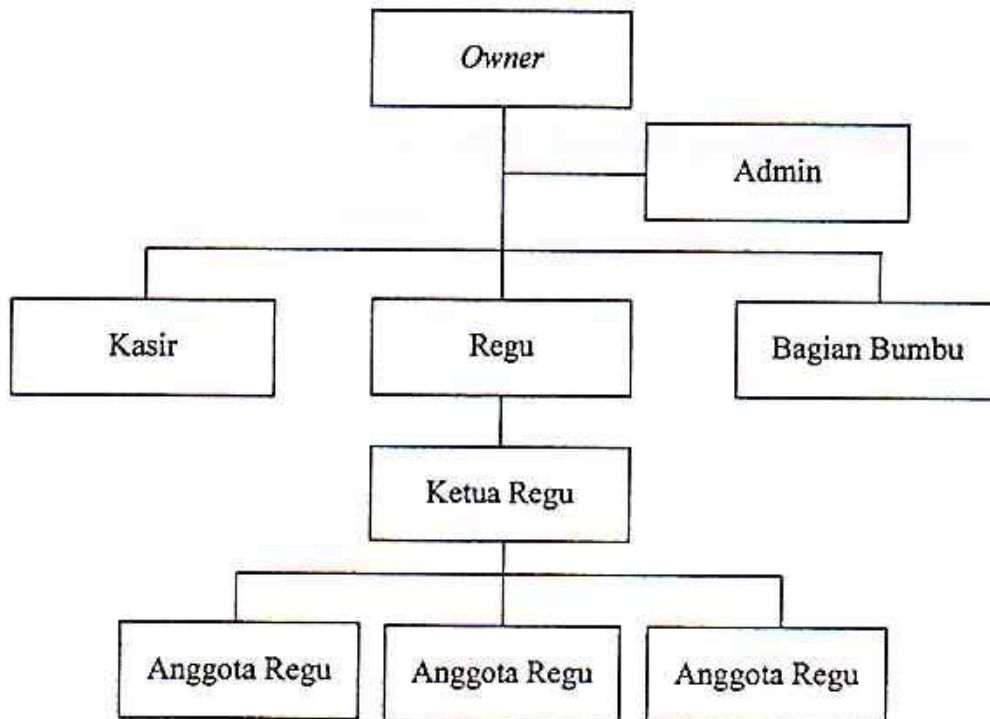 Owner
Admin
Kasir
Regu
Bagian Bumbu
Ketua Regu
Anggota Regu
Anggota Regu
Anggota Regu